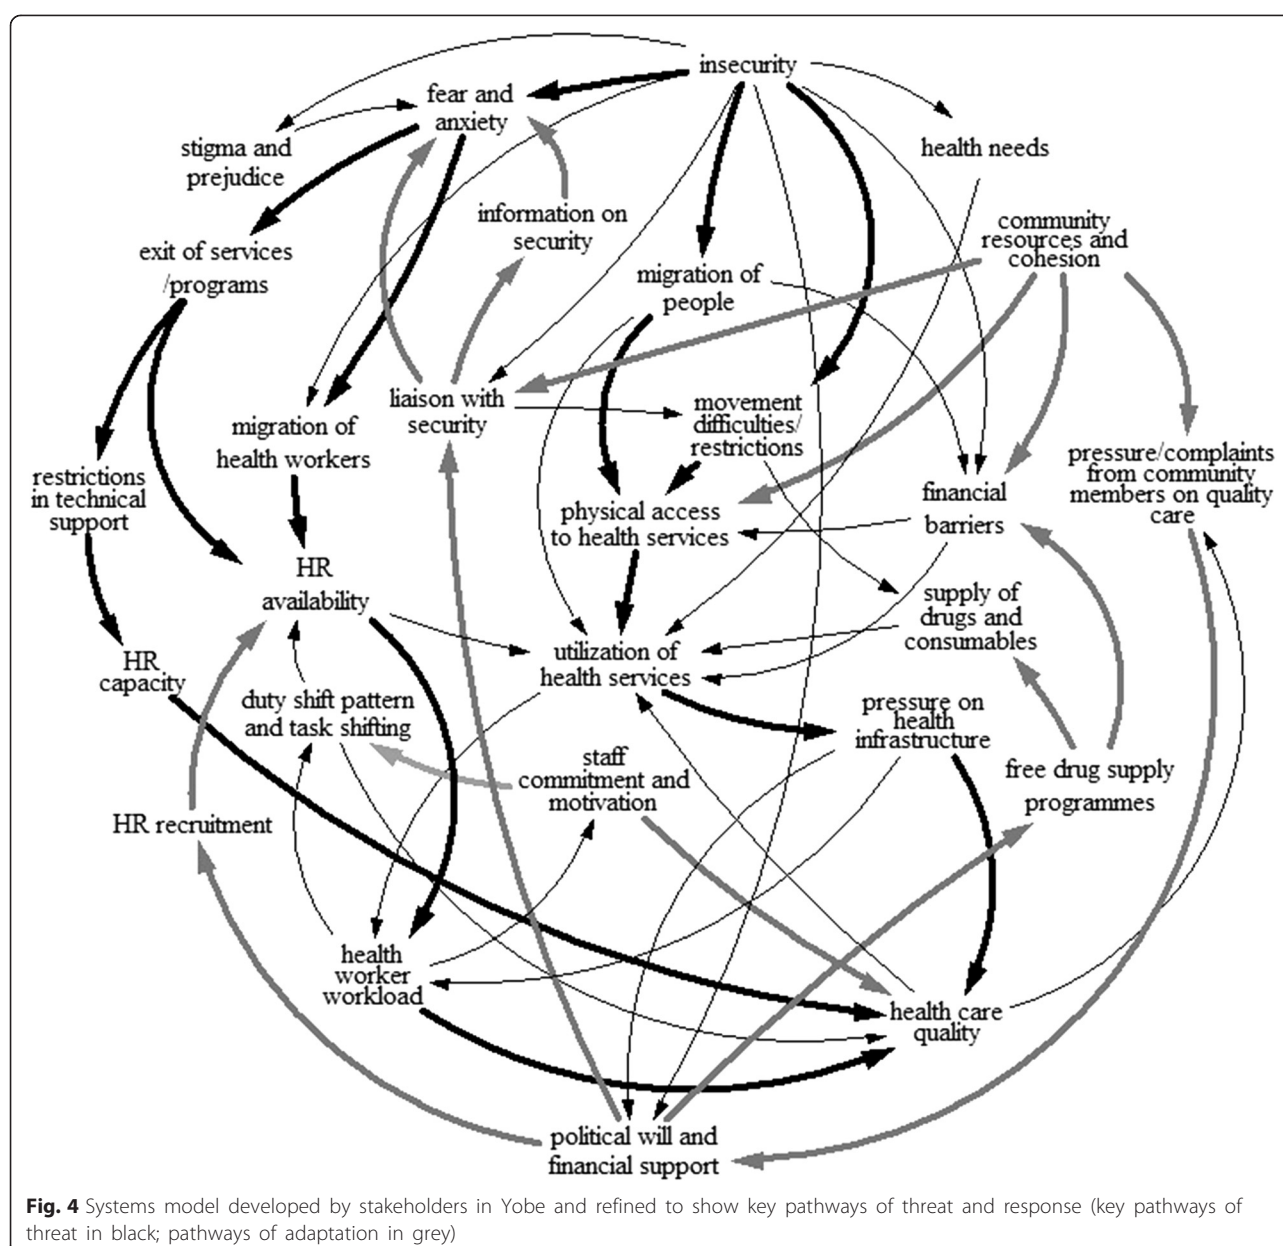 insecurity
fear and
anxiety
stigma and
prejudice
health needs
information on
security
community
resources and
cohesion
exit of services
/programs
migration of
people
liaison with
security
movement
difficulties/
restrictions
migration of
health workers
restrictions
in technical
support
pressure/complaints
from community
members on quality
care
financial
barriers
physical access
to health services
HR
availability
supply of
drugs and
consumables
utilization of
health services
HR
capacity
duty shift pattern
and task shifting
pressure on
health
infrastructure
staff
commitment and
motivation
free drug supply
programmes
HR recruitment
health
worker
workload
health care
quality
political will and
financial support
Fig. 4 Systems model developed by stakeholders in Yobe and refined to show key pathways of threat and response (key pathways of
threat in black; pathways of adaptation in grey)